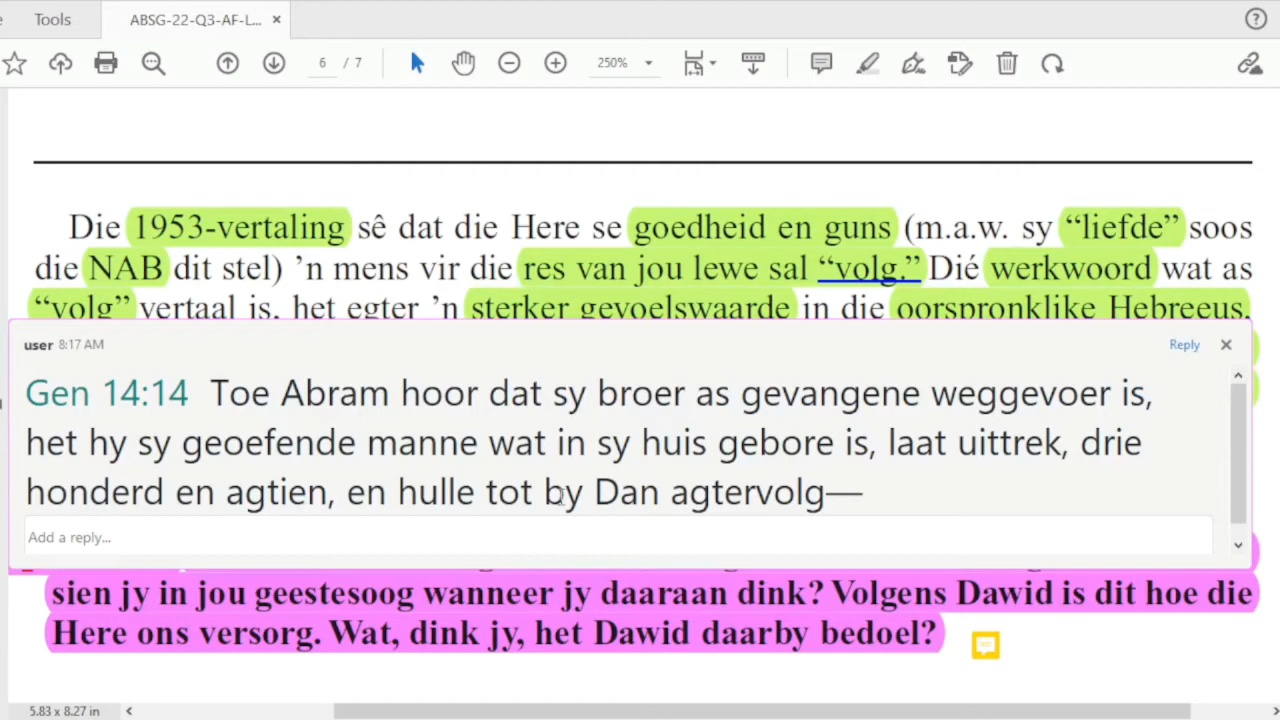 Tools
ABSG-22-Q3-AF-L... ×
6 / 7
250%
Die 1953-vertaling sê dat die Here se goedheid en guns (m.a.w. sy “liefde” soos
die NAB dit stel) ’n mens vir die res van jou lewe sal “volg.” Dié werkwoord wat as
“volg” vertaal is, het egter ’n sterker gevoelswaarde in die oorspronklike Hebreeus.
user 8:17 AM
Reply
Gen 14:14 Toe Abram hoor dat sy broer as gevangene weggevoer is,
het hy sy geoefende manne wat in sy huis gebore is, laat uittrek, drie
honderd en agtien, en hulle tot by Dan agtervolg—
Add a reply...
sien jy in jou geestesoog wanneer jy daaraan dink? Volgens Dawid is dit hoe die
Here ons versorg. Wat, dink jy, het Dawid daarby bedoel?
5.83 x 8.27 in